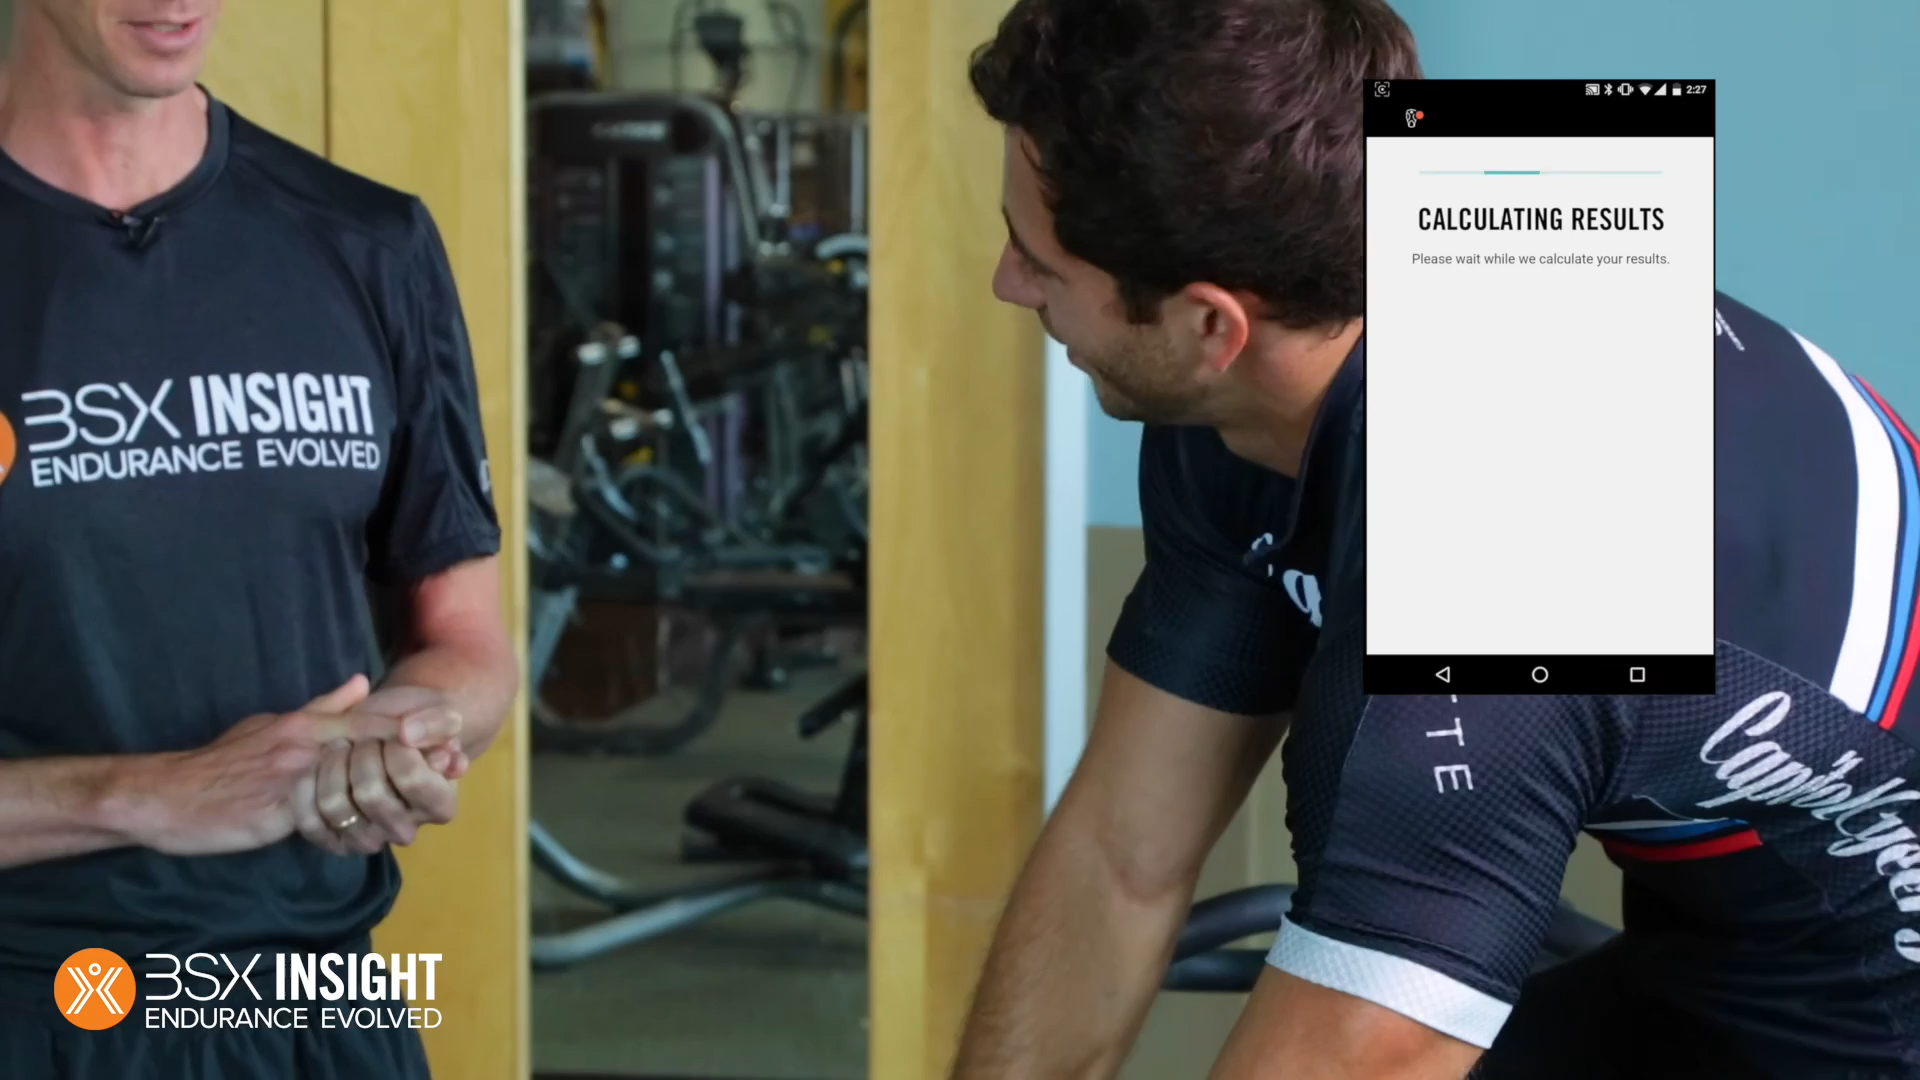 BSX INSIGHT
ENDURANCE EVOLVED
2:27
CALCULATING RESULTS
Please wait while we calculate your results.
TE
BSX INSIGHT
ENDURANCE EVOLVED